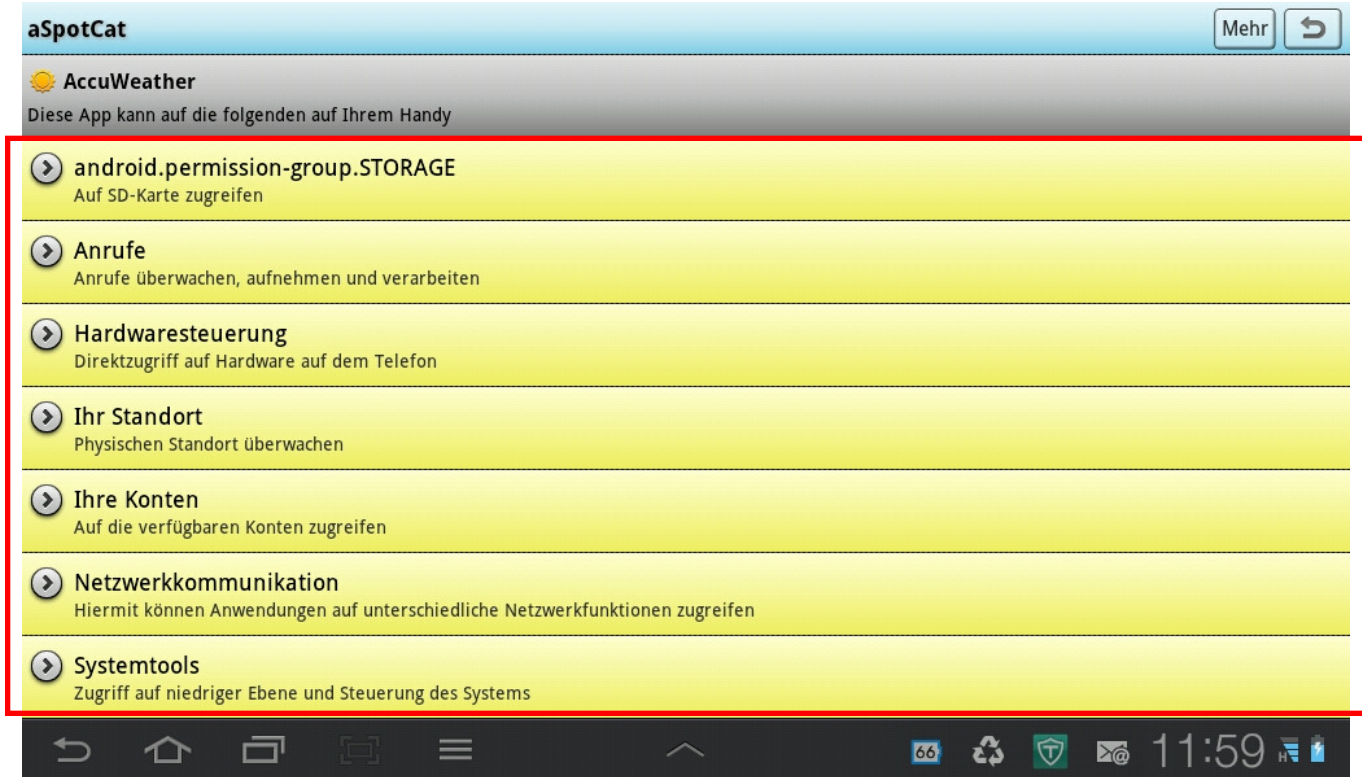 aSpotCat
Mehr
AccuWeather
Diese App kann auf die folgenden auf Ihrem Handy
android.permission-group.STORAGE
Auf SD-Karte zugreifen
Anrufe
Anrufe überwachen, aufnehmen und verarbeiten
Hardwaresteuerung
Direktzugriff auf Hardware auf dem Telefon
Ihr Standort
Physischen Standort überwachen
Ihre Konten
Auf die verfügbaren Konten zugreifen
Netzwerkkommunikation
Hiermit können Anwendungen auf unterschiedliche Netzwerkfunktionen zugreifen
Systemtools
Zugriff auf niedriger Ebene und Steuerung des Systems
66 11:59 H